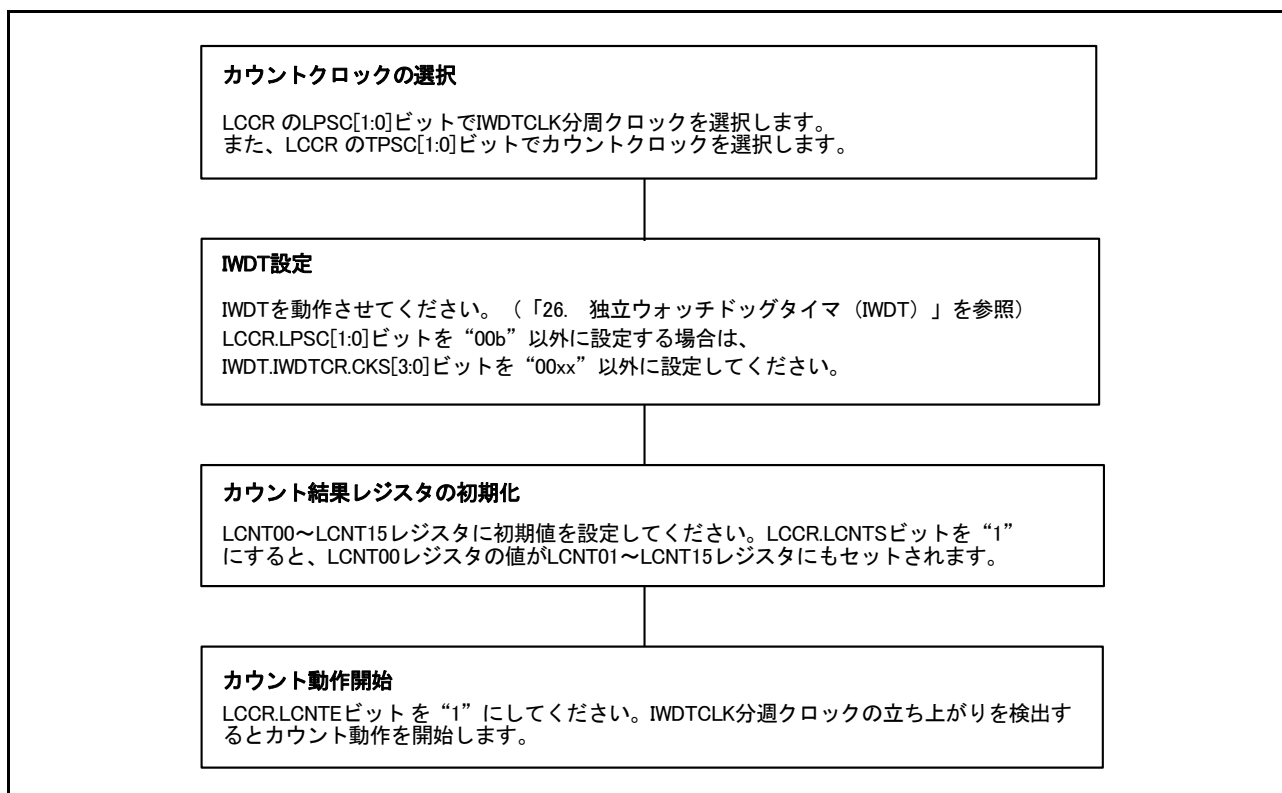 カウントクロックの選択
LCCR のLPSC[1:0]ビットでIWDTCLK分周クロックを選択します。
また、LCCR のTPSC[1:0]ビットでカウントクロックを選択します。
IWDT設定
IWDTを動作させてください。（「26. 独立ウォッチドッグタイマ（IWDT）」を参照）
LCCR.LPSC[1:0]ビットを“00b”以外に設定する場合は、
IWDT.IWDTCR.CKS[3:0]ビットを“00xx”以外に設定してください。
カウント結果レジスタの初期化
LCNT00～LCNT15レジスタに初期値を設定してください。LCCR.LCNTSビットを“1”
にすると、LCNT00レジスタの値がLCNT01～LCNT15レジスタにもセットされます。
カウント動作開始
LCCR.LCNTEビット を“1”にしてください。IWDTCLK分週クロックの立ち上がりを検出す
るとカウント動作を開始します。